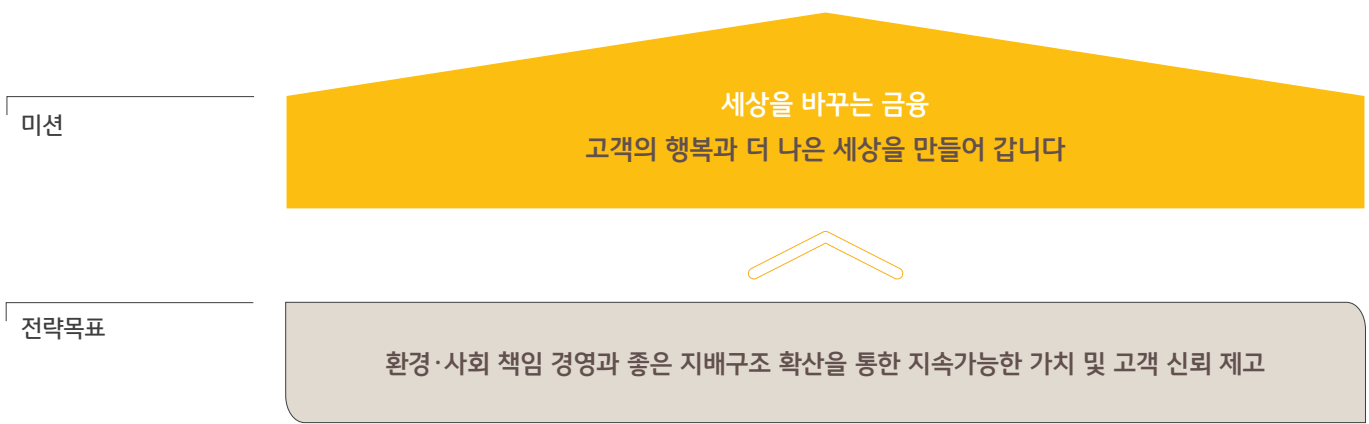 미션
세상을 바꾸는 금융
고객의 행복과 더 나은 세상을 만들어 갑니다
전략목표
환경·사회 책임 경영과 좋은 지배구조 확산을 통한 지속가능한 가치 및 고객 신뢰 제고